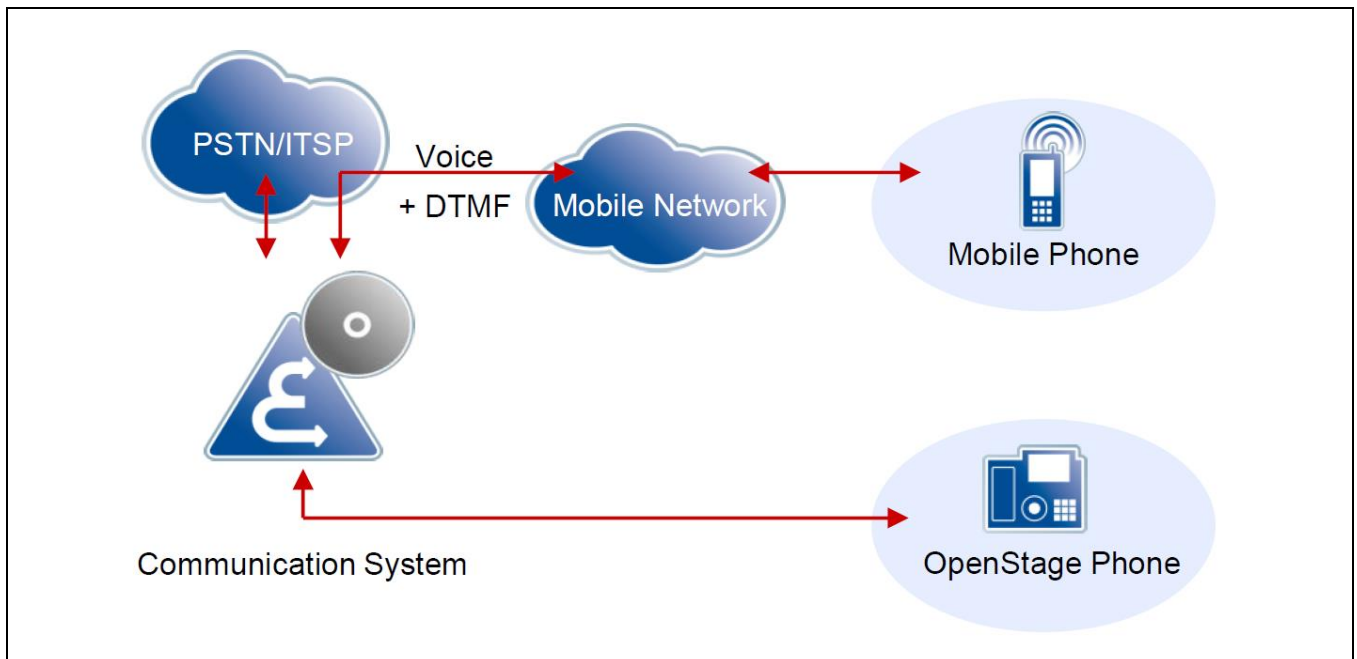 PSTN/ITSP
Voice
+ DTMF
Mobile Network
Mobile Phone
Communication System
OpenStage Phone